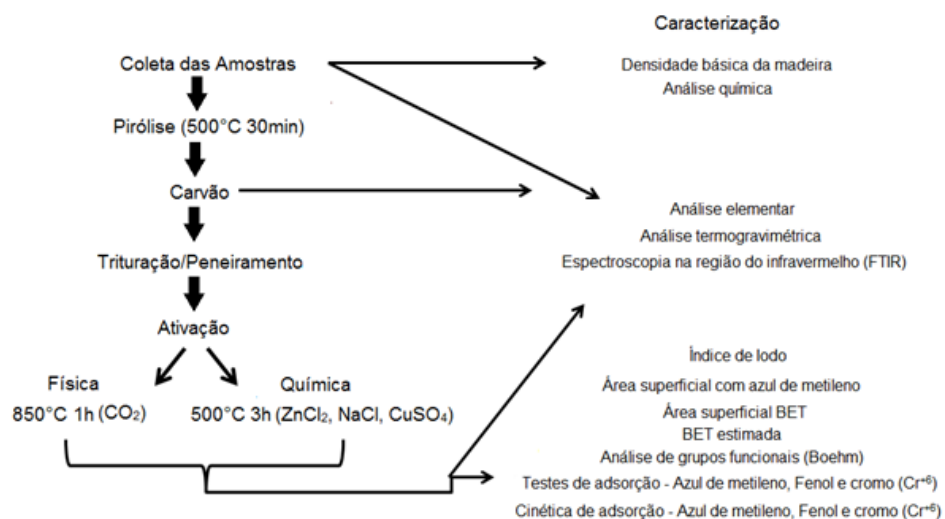 Caracterização
Coleta das Amostras
Densidade básica da madeira
Análise química
Pirólise (500°C 30min)
Carvão
Análise elementar
Análise termogravimétrica
Espectroscopia na região do infravermelho (FTIR)
Trituração/Peneiramento
Ativação
Física
850°C 1h (CO₂)
Química
500°C 3h (ZnCl₂, NaCl, CuSO₄)
Índice de Iodo
Área superficial com azul de metileno
Área superficial BET
BET estimada
Análise de grupos funcionais (Boehm)
Testes de adsorção - Azul de metileno, Fenol e cromo (Cr⁺⁶)
Cinética de adsorção - Azul de metileno, Fenol e cromo (Cr⁺⁶)